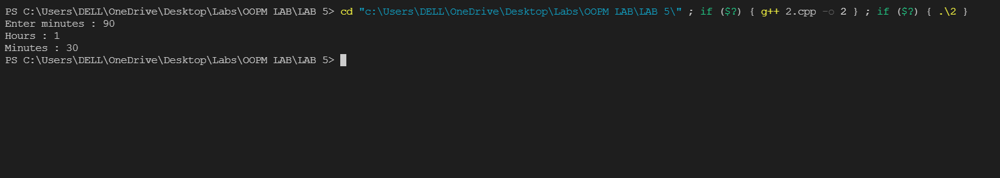 PS C:\Users\DELL\OneDrive\Desktop\Labs\OOPM LAB\LAB 5> cd "c:\Users\DELL\OneDrive\Desktop\Labs\OOPM LAB\LAB 5\" ; if ($?) { g++ 2.cpp -o 2 } ; if ($?) { .\2 }
Enter minutes : 90
Hours : 1
Minutes : 30
PS C:\Users\DELL\OneDrive\Desktop\Labs\OOPM LAB\LAB 5>